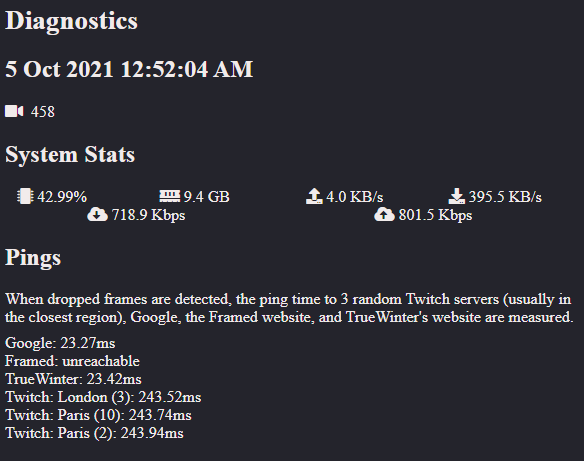 Diagnostics
5 Oct 2021 12:52:04 AM
458
System Stats
42.99% 9.4 GB 4.0 KB/s 395.5 KB/s
718.9 Kbps 801.5 Kbps
Pings
When dropped frames are detected, the ping time to 3 random Twitch servers (usually in
the closest region), Google, the Framed website, and TrueWinter's website are measured.
Google: 23.27ms
Framed: unreachable
TrueWinter: 23.42ms
Twitch: London (3): 243.52ms
Twitch: Paris (10): 243.74ms
Twitch: Paris (2): 243.94ms